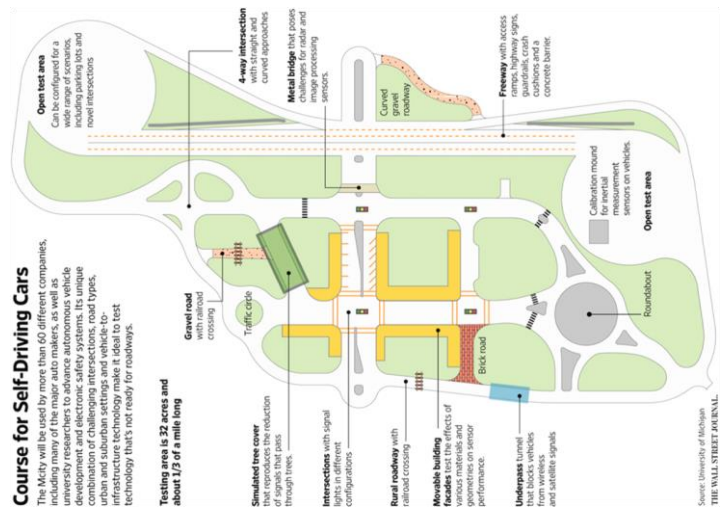 Course for Self-Driving Cars
The Mcity will be used by more than 60 different companies,
including many of the major auto makers, as well as
university researchers to advance autonomous vehicle
development and electronic safety systems. Its unique
combination of challenging intersections, road types,
urban and suburban settings and vehicle-to-
infrastructure technology make it ideal to test
technology that's not ready for roadways.
Testing area is 32 acres and
about 1/3 of a mile long
Open test area
Can be configured for a
wide range of scenarios,
including parking lots and
novel intersections
4-way intersection
with straight and
curved approaches
Metal bridge that poses
challenges for radar and
image processing
sensors.
Gravel road
with railroad
crossing
Traffic circle
Curved
gravel
roadway
Simulated tree cover
that reproduces the reduction
of signals that pass
through trees.
Intersections with signal
lights in different
configurations
Rural roadway with
railroad crossing
Movable building
facades test the effects of
various materials and
geometries on sensor
performance.
Brick road
Underpass tunnel
that blocks vehicles
from wireless
and satellite signals
Freeway with access
ramps, highway signs,
guardrails, crash
cushions and a
concrete barrier.
Calibration mound
for inertial
measurement
sensors on vehicles.
Open test area
Roundabout
Source: University of Michigan
THE WALL STREET JOURNAL.